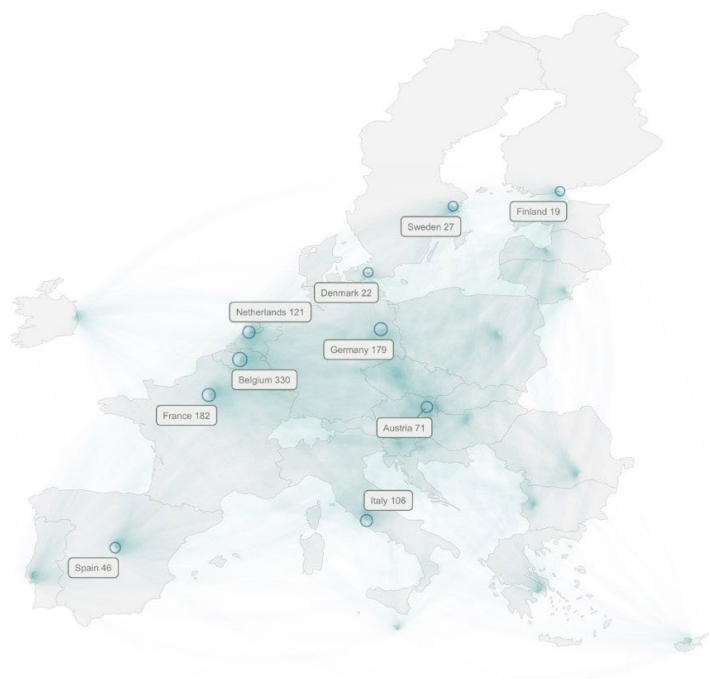 Finland 19
Sweden 27
Denmark 22
Netherlands 121
Germany 179
Belgium 330
France 182
Austria 71
Italy 106
Spain 46